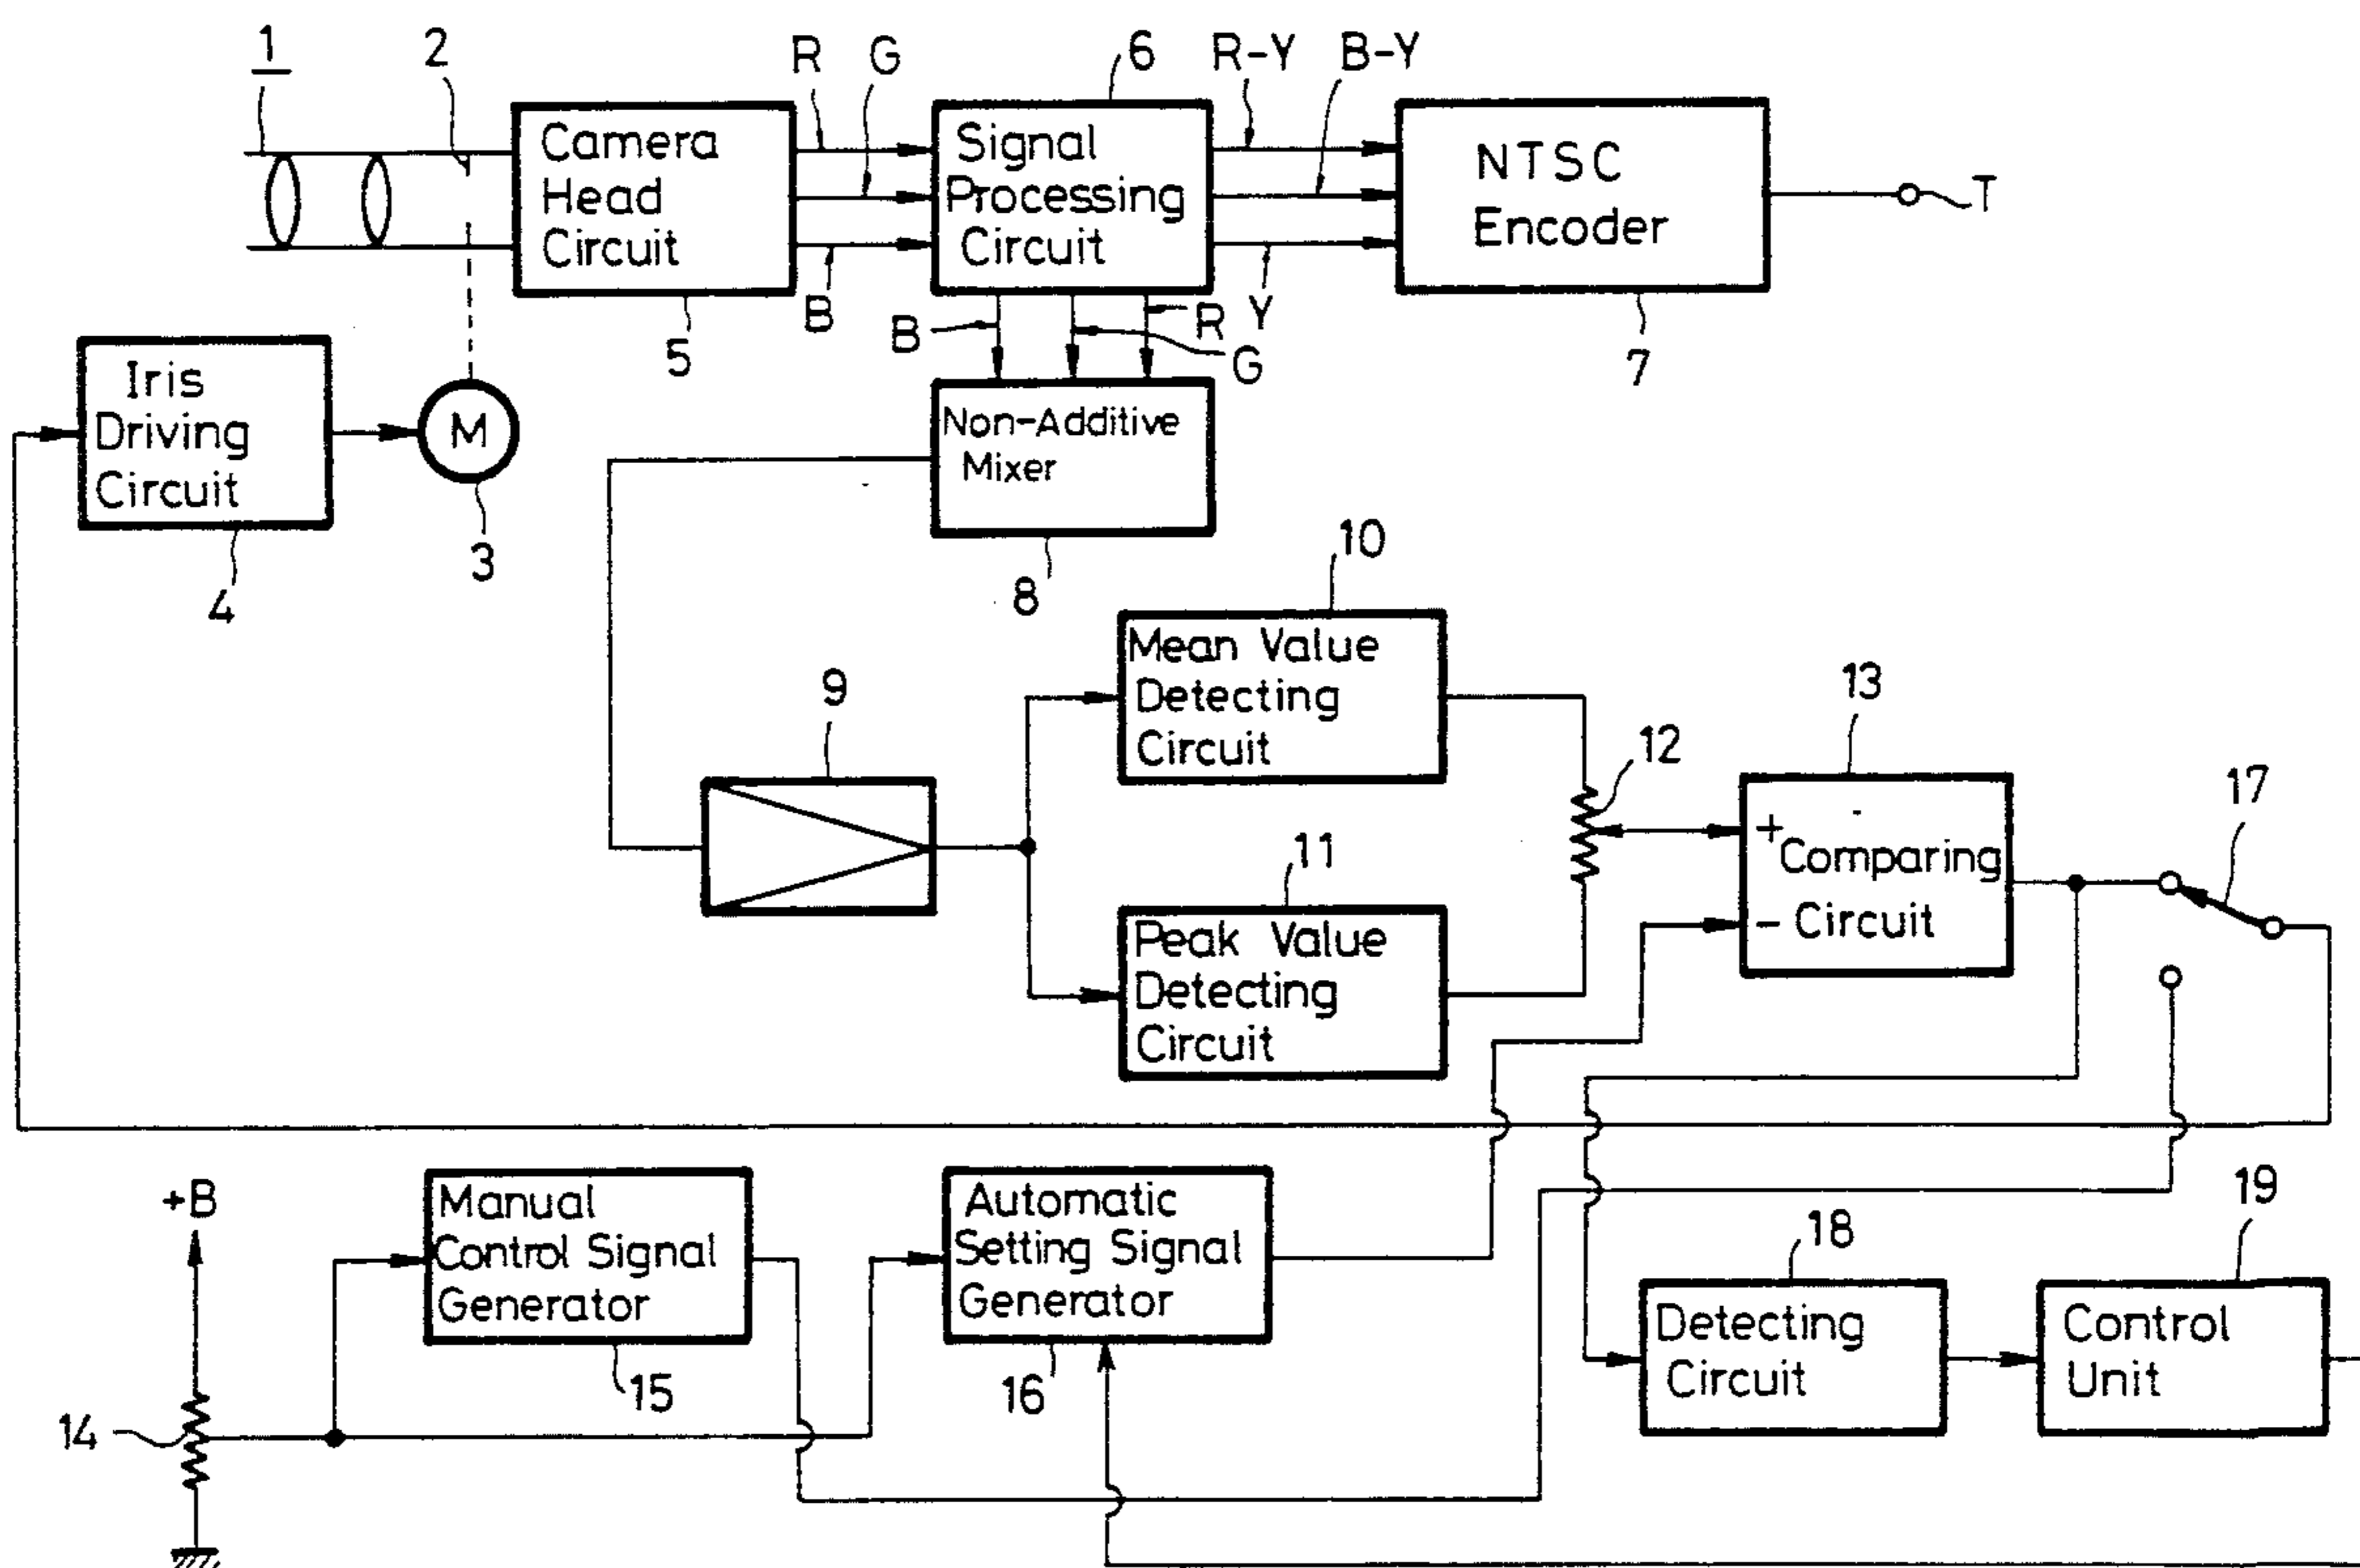 1
2
R
G
6
R-Y
B-Y
Camera
Head
Circuit
Signal
Processing
Circuit
NTSC
Encoder
T
B
5
B
R
Y
G
7
Iris
Driving
Circuit
M
3
4
Non-Additive
Mixer
8
10
Mean Value
Detecting
Circuit
9
12
13
+
Comparing
- Circuit
17
11
Peak Value
Detecting
Circuit
+B
Manual
Control Signal
Generator
15
Automatic
Setting Signal
Generator
16
18
19
Detecting
Circuit
Control
Unit
14